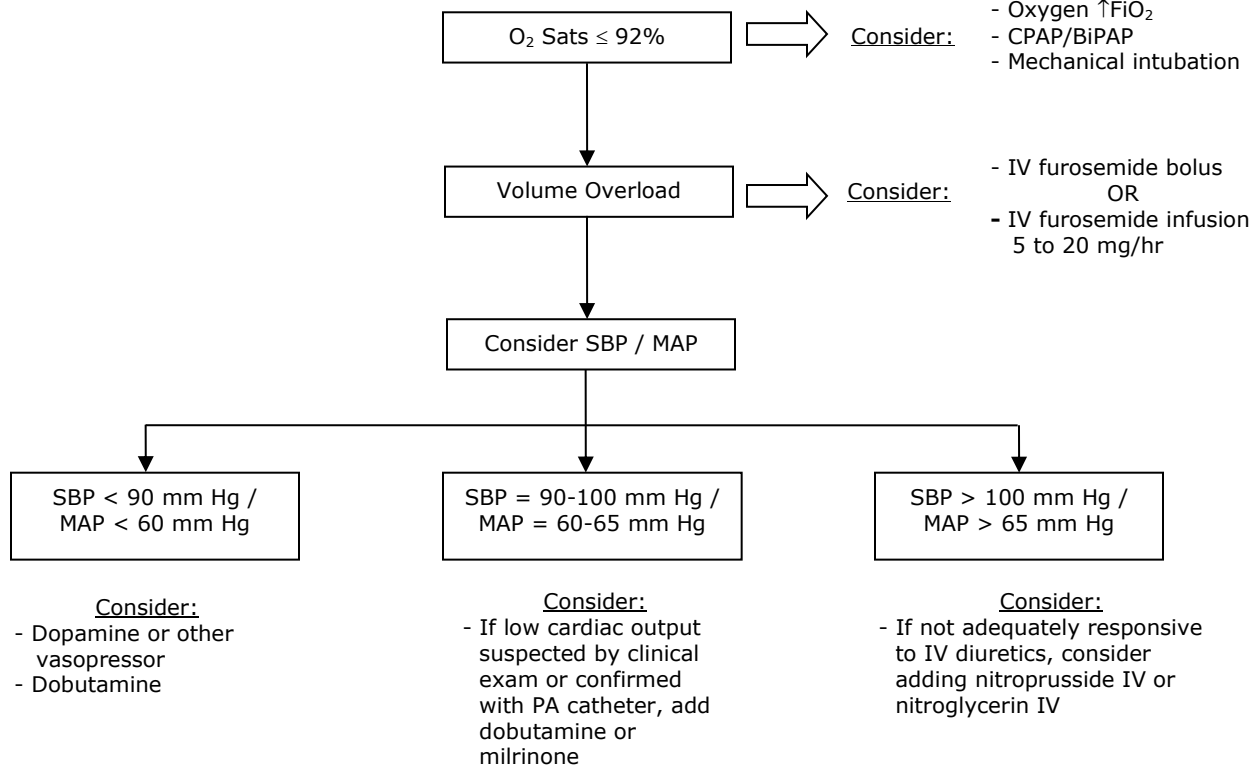 O₂ Sats ≤ 92%
Consider:
- Oxygen ↑FiO₂
- CPAP/BiPAP
- Mechanical intubation
Volume Overload
Consider:
- IV furosemide bolus
OR
- IV furosemide infusion
5 to 20 mg/hr
Consider SBP / MAP
SBP < 90 mm Hg /
MAP < 60 mm Hg
Consider:
- Dopamine or other
vasopressor
- Dobutamine
SBP = 90-100 mm Hg /
MAP = 60-65 mm Hg
Consider:
- If low cardiac output
suspected by clinical
exam or confirmed
with PA catheter, add
dobutamine or
milrinone
SBP > 100 mm Hg /
MAP > 65 mm Hg
Consider:
- If not adequately responsive
to IV diuretics, consider
adding nitroprusside IV or
nitroglycerin IV